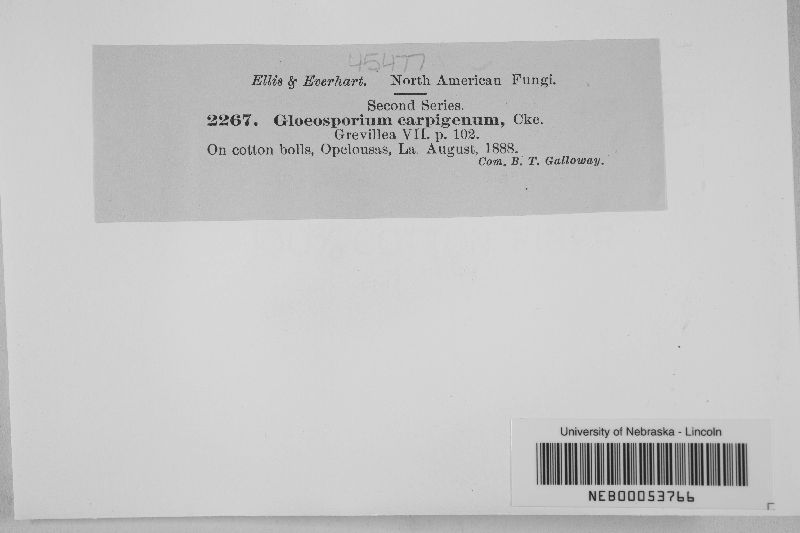 45477
Ellis & Everhart. North American Fungi.
Second Series.
2267. Gloeosporium carpigenum, Cke.
Grevillea VII. p. 102.
On cotton bolls, Opelousas, La. August, 1888.
Com. B. T. Galloway.
University of Nebraska - Lincoln
NEB00053766